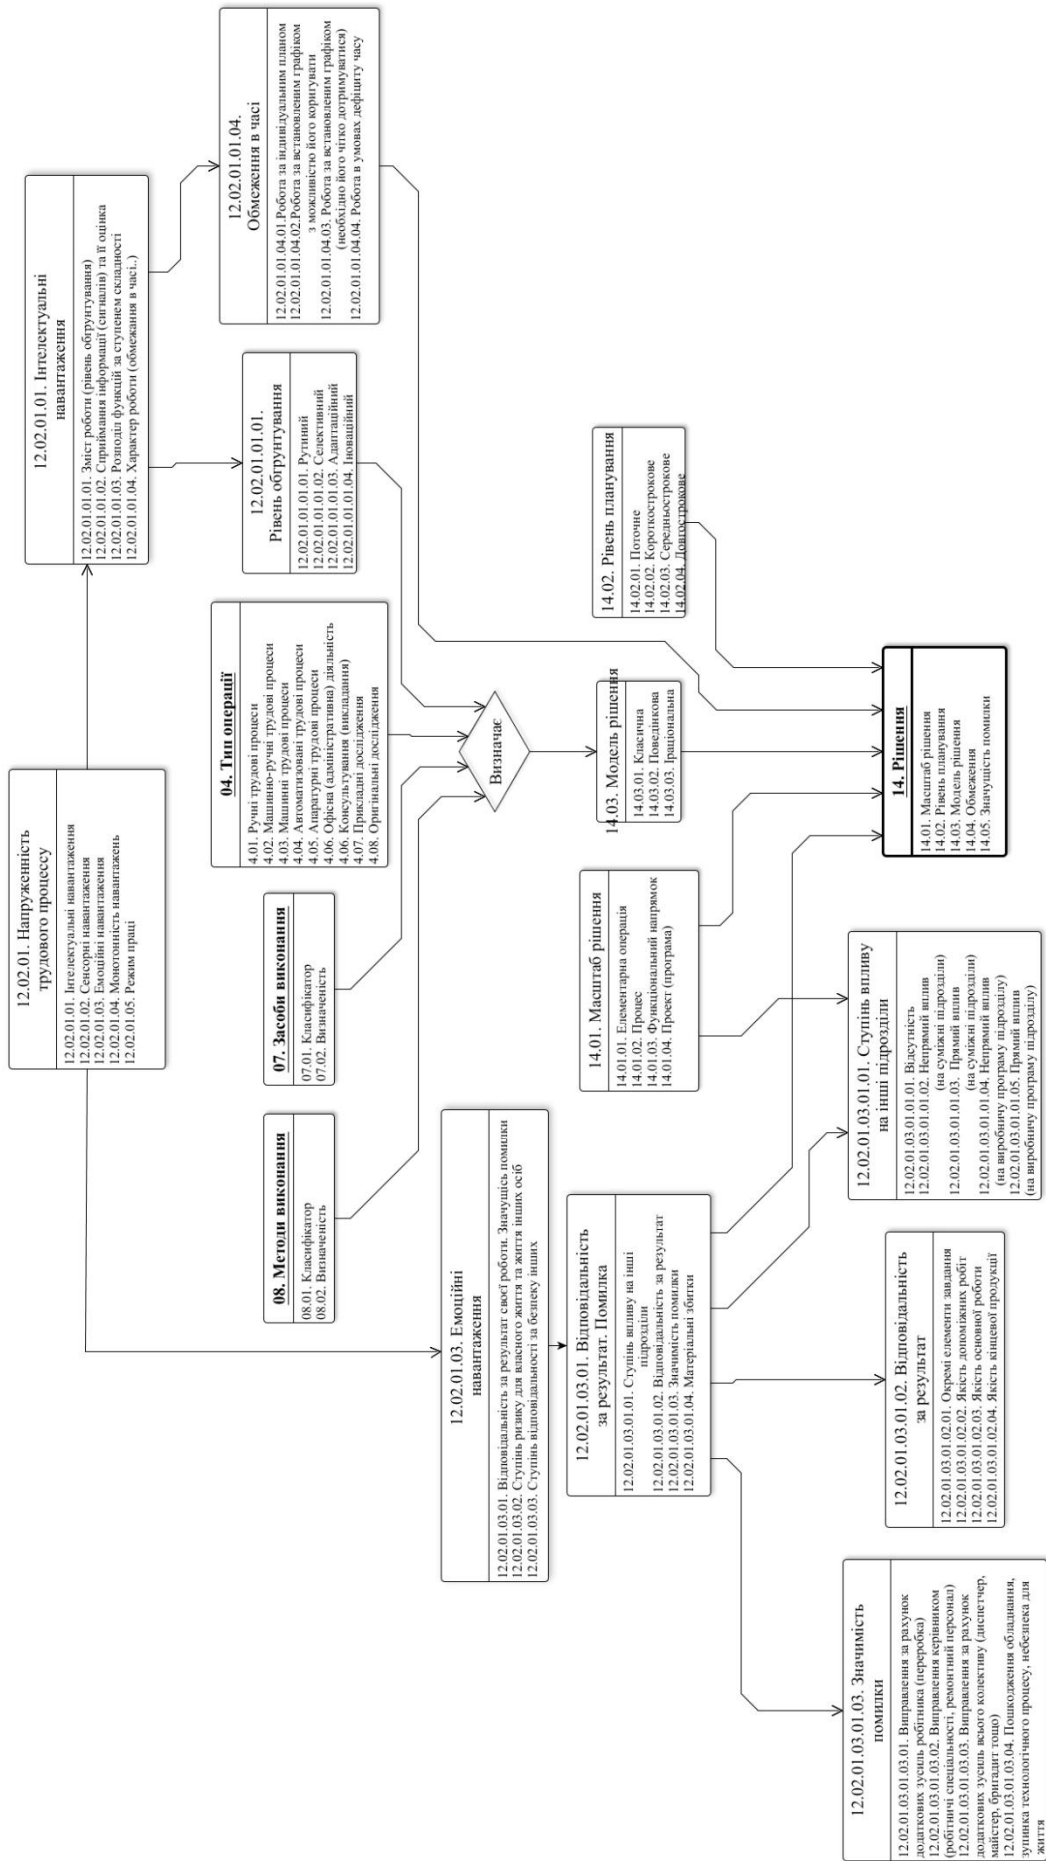 12.02.01. Напруженність
трудового процессу
12.02.01.01. Інтелектуальні навантаження
12.02.01.02. Сенсорні навантаження
12.02.01.03. Емоційні навантаження
12.02.01.04. Монотонність навантажень
12.02.01.05. Режим праці
12.02.01.01. Інтелектуальні
навантаження
12.02.01.01.01. Зміст роботи (рівень обгрунтування)
12.02.01.01.02. Сприймання інформації (сигналів) та її оцінка
12.02.01.01.03. Розподіл функцій за ступенем складності
12.02.01.01.04. Характер роботи (обмежання в часі..)
08. Методи виконання
08.01. Класифікатор
08.02. Визначеність
07. Засоби виконання
07.01. Класифікатор
07.02. Визначеність
04. Тип операції
4.01. Ручні трудові процеси
4.02. Машинно-ручні трудові процеси
4.03. Машинні трудові процеси
4.04. Автоматизовані трудові процеси
4.05. Апаратурні трудові процеси
4.06. Офісна (адміністративна) діяльність
4.06. Консультування (викладання)
4.07. Прикладні дослідження
4.08. Оригінальні дослідження
12.02.01.01.01.
Рівень обгрунтування
12.02.01.01.01.01. Рутиний
12.02.01.01.01.02. Селективний
12.02.01.01.01.03. Адаптаційний
12.02.01.01.01.04. Іноваційний
12.02.01.01.04.
Обмеження в часі
12.02.01.01.04.01.Робота за індивідуальним планом
12.02.01.01.04.02.Робота за встановленим графіком
з можливістю його коригувати
12.02.01.01.04.03. Робота за встановленим графіком
(необхідно його чітко дотримуватися)
12.02.01.01.04.04. Робота в умовах дефіциту часу
12.02.01.03. Емоційні
навантаження
12.02.01.03.01. Відповідальність за результат своєї роботи. Значущісь помилки
12.02.01.03.02. Ступінь ризику для власного життя та життя інших осіб
12.02.01.03.03. Ступінь відповідальності за безпеку інших
Визначає
12.02.01.03.01. Відповідальність
за результат. Помилка
12.02.01.03.01.01. Ступінь впливу на інші
підрозділи
12.02.01.03.01.02. Відповідальність за результат
12.02.01.03.01.03. Значимість помилки
12.02.01.03.01.04. Матеріальні збитки
14.01. Масштаб рішення
14.01.01. Елементарна операція
14.01.02. Процес
14.01.03. Функціональний напрямок
14.01.04. Проект (програма)
14.03. Модель рішення
14.03.01. Класична
14.03.02. Поведінкова
14.03.03. Іраціональна
14.02. Рівень планування
14.02.01. Поточне
14.02.02. Короткострокове
14.02.03. Середньострокове
14.02.04. Довгострокове
12.02.01.03.01.03. Значимість
помилки
12.02.01.03.01.03.01. Виправлення за рахунок
додаткових зусиль робітника (переробка)
12.02.01.03.01.03.02. Виправлення керівником
(робітничі спеціальності, ремонтний персонал)
12.02.01.03.01.03.03. Виправлення за рахунок
додаткових зусиль всього колективу (диспетчер,
майстер, бригадит тощо)
12.02.01.03.01.03.04. Пошкодження обладнання,
зупинка технологічного процесу, небезпека для
життя
12.02.01.03.01.02. Відповідальність
за результат
12.02.01.03.01.02.01. Окремі елементи завдання
12.02.01.03.01.02.02. Якість допоміжних робіт
12.02.01.03.01.02.03. Якість основної роботи
12.02.01.03.01.02.04. Якість кінцевої продукції
12.02.01.03.01.01. Ступінь впливу
на інші підрозділи
12.02.01.03.01.01.01. Відсутність
12.02.01.03.01.01.02. Непрямий вплив
(на суміжні підрозділи)
12.02.01.03.01.01.03. Прямий вплив
(на суміжні підрозділи)
12.02.01.03.01.01.04. Непрямий вплив
(на виробничу програму підрозділу)
12.02.01.03.01.01.05. Прямий вплив
(на виробничу програму підрозділу)
14. Рішення
14.01. Масштаб рішення
14.02. Рівень планування
14.03. Модель рішення
14.04. Обмеження
14.05. Значущість помилки